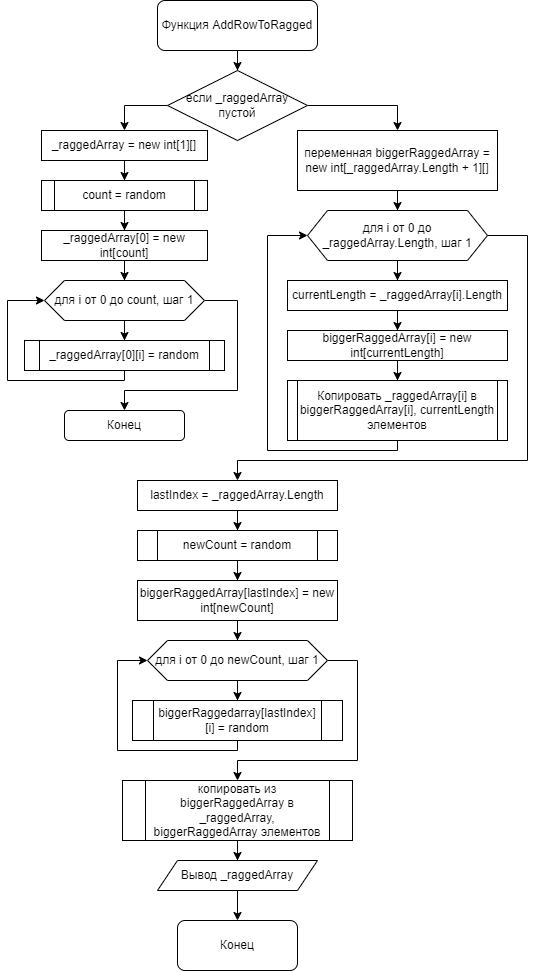 Функция AddRowToRagged
если _raggedArray
пустой
_raggedArray = new int[1][]
count = random
_raggedArray[0] = new
int[count]
для i от 0 до count, шаг 1
_raggedArray[0][i] = random
Конец
переменная biggerRaggedArray =
new int[_raggedArray.Length + 1][]
для i от 0 до
_raggedArray.Length, шаг 1
currentLength = _raggedArray[i].Length
biggerRaggedArray[i] = new
int[currentLength]
Копировать _raggedArray[i] в
biggerRaggedArray[i], currentLength
элементов
lastIndex = _raggedArray.Length
newCount = random
biggerRaggedArray[lastIndex] = new
int[newCount]
для i от 0 до newCount, шаг 1
biggerRaggedarray[lastIndex]
[i] = random
копировать из
biggerRaggedArray в
_raggedArray,
biggerRaggedArray элементов
Вывод _raggedArray
Конец